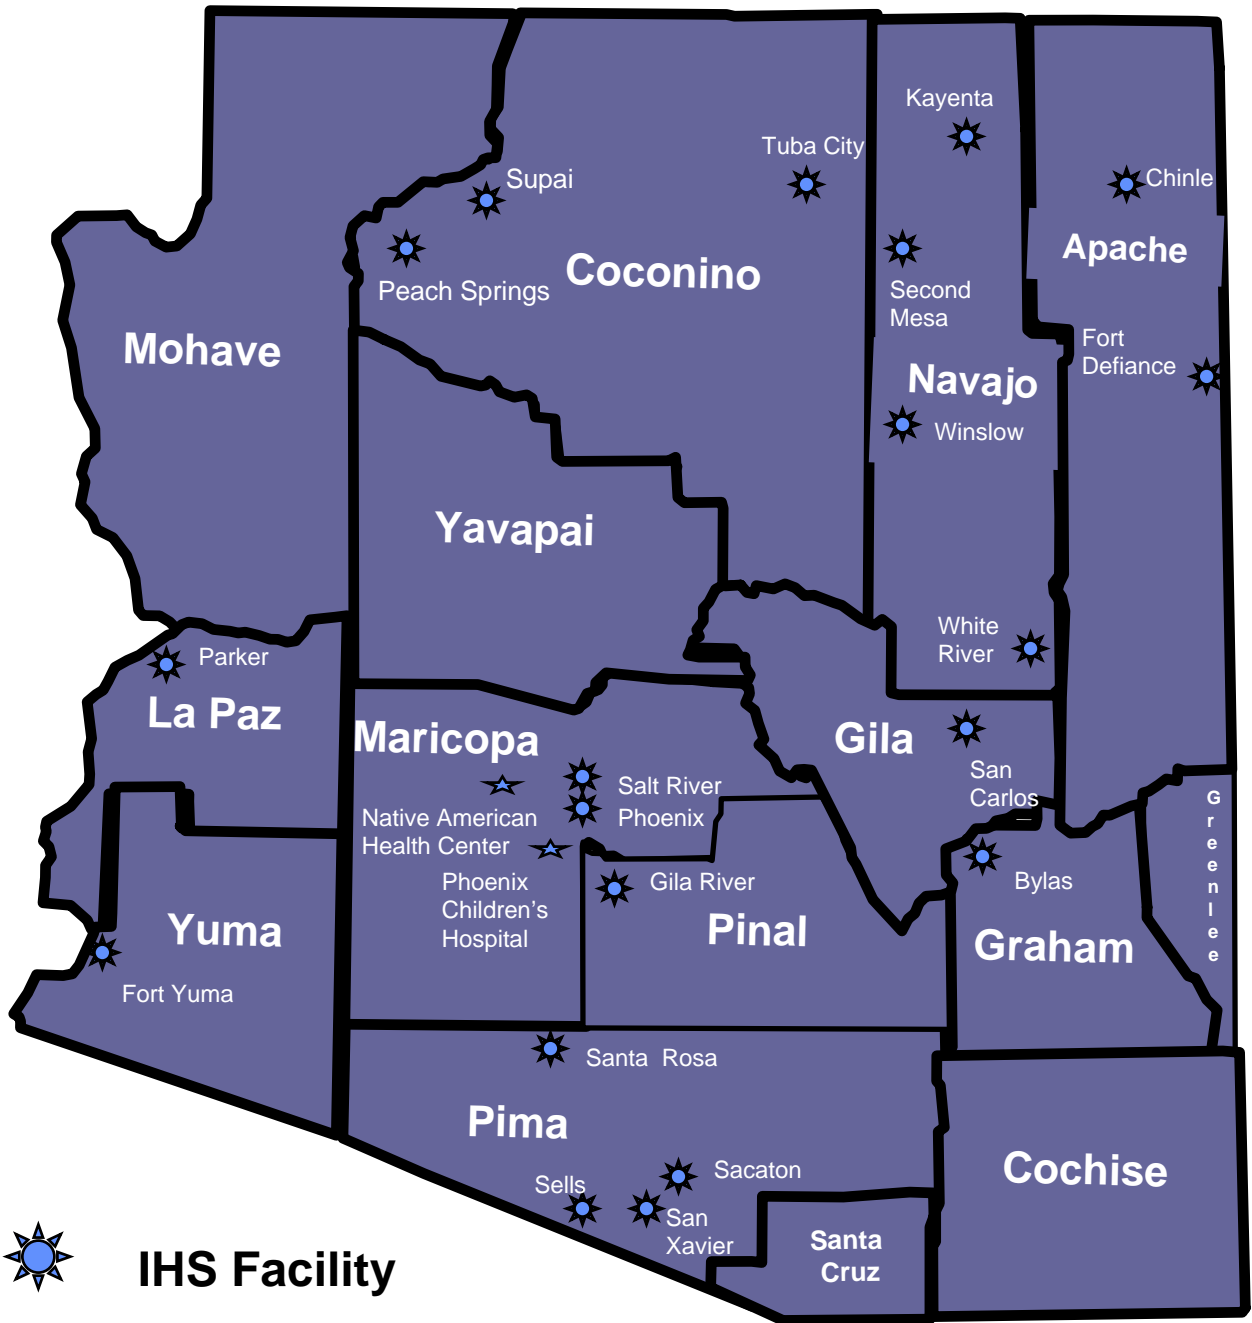 Kayenta
Tuba City
Supai
Chinle
Apache
Coconino
Peach Springs
Second
Mesa
Mohave
Fort
Defiance
Navajo
Winslow
Yavapai
White
River
Parker
La Paz
Maricopa
Gila
San
Carlos
Salt River
Native American
Health Center
Phoenix
Greenlee
Phoenix
Children's
Hospital
Gila River
Bylas
Yuma
Pinal
Graham
Fort Yuma
Santa Rosa
Pima
Sacaton
Cochise
Sells
San
Xavier
Santa
Cruz
IHS Facility